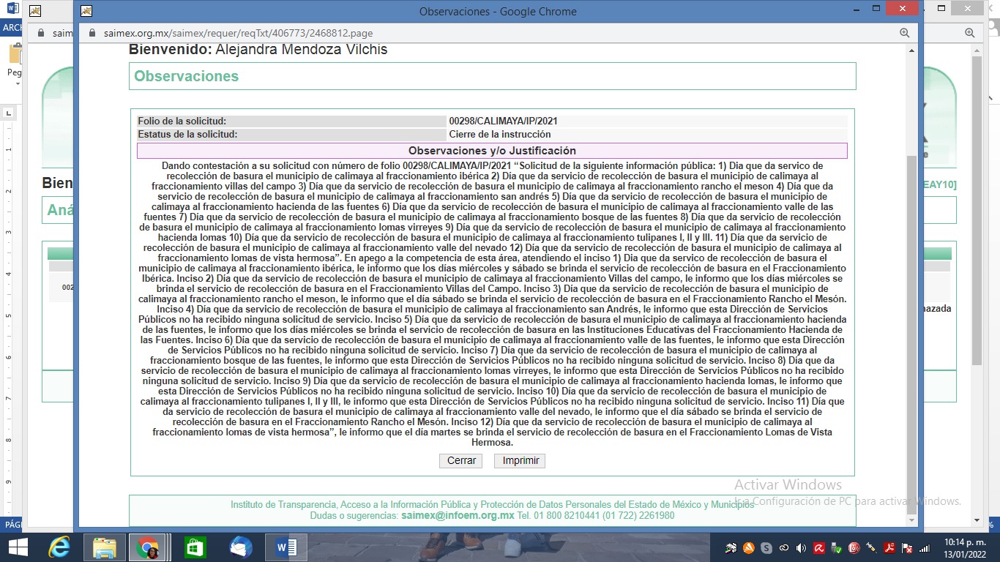 Observaciones - Google Chrome
ARCH
saim
saimex.org.mx/saimex/requer/reqTxt/406773/2468812.page
Peg
Bienvenido: Alejandra Mendoza Vilchis
Observaciones
Folio de la solicitud: 00298/CALIMAYA/IP/2021
Estatus de la solicitud: Cierre de la instrucción
Observaciones y/o Justificación
Dando contestación a su solicitud con número de folio 00298/CALIMAYA/IP/2021 “Solicitud de la siguiente información pública: 1) Dia que da servico de
recolección de basura el municipio de calimaya al fraccionamiento ibérica 2) Día que da servicio de recolección de basura el municipio de calimaya al
fraccionamiento villas del campo 3) Día que da servicio de recolección de basura el municipio de calimaya al fraccionamiento rancho el meson 4) Día que da
servicio de recolección de basura el municipio de calimaya al fraccionamiento san andrés 5) Día que da servicio de recolección de basura el municipio de
calimaya al fraccionamiento hacienda de las fuentes 6) Día que da servicio de recolección de basura el municipio de calimaya al fraccionamiento valle de las
fuentes 7) Día que da servicio de recolección de basura el municipio de calimaya al fraccionamiento bosque de las fuentes 8) Día que da servicio de recolección
de basura el municipio de calimaya al fraccionamiento lomas virreyes 9) Día que da servicio de recolección de basura el municipio de calimaya al fraccionamiento
hacienda lomas 10) Día que da servicio de recolección de basura el municipio de calimaya al fraccionamiento tulipanes I, II y III. 11) Día que da servicio de
recolección de basura el municipio de calimaya al fraccionamiento valle del nevado 12) Día que da servicio de recolección de basura el municipio de calimaya al
fraccionamiento lomas de vista hermosa”. En apego a la competencia de esta área, atendiendo el inciso 1) Dia que da servico de recolección de basura el
municipio de calimaya al fraccionamiento ibérica, le informo que los días miércoles y sábado se brinda el servicio de recolección de basura en el Fraccionamiento
Ibérica. Inciso 2) Día que da servicio de recolección de basura el municipio de calimaya al fraccionamiento Villas del campo, le informo que los días miércoles se
brinda el servicio de recolección de basura en el Fraccionamiento Villas del Campo. Inciso 3) Día que da servicio de recolección de basura el municipio de
calimaya al fraccionamiento rancho el meson, le informo que el día sábado se brinda el servicio de recolección de basura en el Fraccionamiento Rancho el Mesón.
Inciso 4) Día que da servicio de recolección de basura el municipio de calimaya al fraccionamiento san Andrés, le informo que esta Dirección de Servicios
Públicos no ha recibido ninguna solicitud de servicio. Inciso 5) Día que da servicio de recolección de basura el municipio de calimaya al fraccionamiento hacienda
de las fuentes, le informo que los días miércoles se brinda el servicio de recolección de basura en las Instituciones Educativas del Fraccionamiento Hacienda de
las Fuentes. Inciso 6) Día que da servicio de recolección de basura el municipio de calimaya al fraccionamiento valle de las fuentes, le informo que esta Dirección
de Servicios Públicos no ha recibido ninguna solicitud de servicio. Inciso 7) Día que da servicio de recolección de basura el municipio de calimaya al
fraccionamiento bosque de las fuentes, le informo que esta Dirección de Servicios Públicos no ha recibido ninguna solicitud de servicio. Inciso 8) Día que da
servicio de recolección de basura el municipio de calimaya al fraccionamiento lomas virreyes, le informo que esta Dirección de Servicios Públicos no ha recibido
ninguna solicitud de servicio. Inciso 9) Día que da servicio de recolección de basura el municipio de calimaya al fraccionamiento hacienda lomas, le informo que
esta Dirección de Servicios Públicos no ha recibido ninguna solicitud de servicio. Inciso 10) Día que da servicio de recolección de basura el municipio de
calimaya al fraccionamiento tulipanes I, II y III, le informo que esta Dirección de Servicios Públicos no ha recibido ninguna solicitud de servicio. Inciso 11) Día que
da servicio de recolección de basura el municipio de calimaya al fraccionamiento valle del nevado, le informo que el día sábado se brinda el servicio de
recolección de basura en el Fraccionamiento Rancho el Mesón. Inciso 12) Día que da servicio de recolección de basura el municipio de calimaya al
fraccionamiento lomas de vista hermosa”, le informo que el día martes se brinda el servicio de recolección de basura en el Fraccionamiento Lomas de Vista
Hermosa.
Cerrar Imprimir
Instituto de Transparencia, Acceso a la Información Pública y Protección de Datos Personales del Estado de México y Municipios
Dudas o sugerencias: saimex@infoem.org.mx Tel. 01 800 8210441 (01 722) 2261980
Bien
EAY10]
Aná
002
hazada
Activar Windows
Ir a Configuración de PC para activar Windows.
PÁG
%
10:14 p. m.
13/01/2022